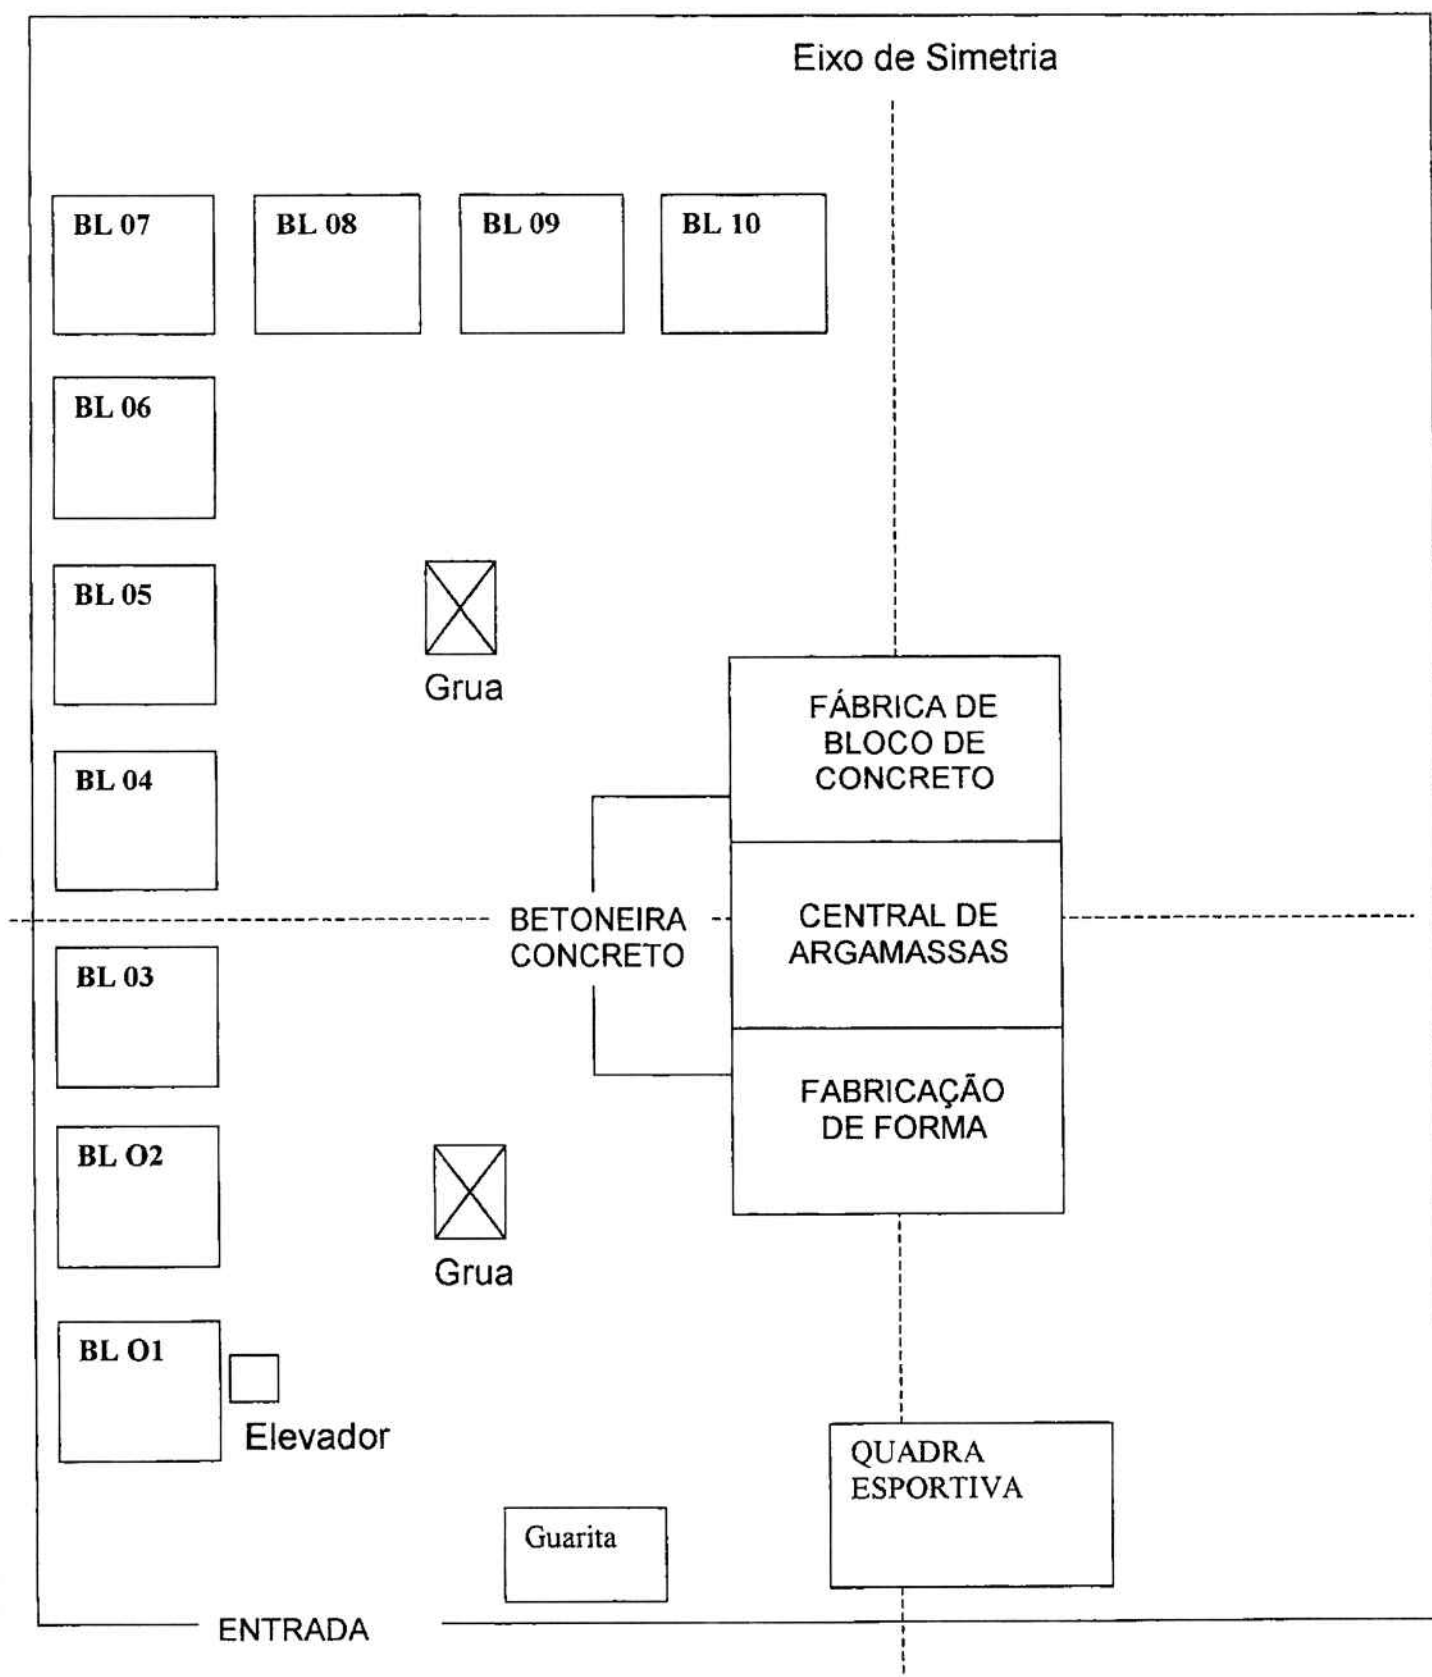 Eixo de Simetria
BL 07
BL 08
BL 09
BL 10
BL 06
BL 05
Grua
FÁBRICA DE
BLOCO DE
CONCRETO
BL 04
BETONEIRA
CONCRETO
CENTRAL DE
ARGAMASSAS
BL 03
FABRICAÇÃO
DE FORMA
BL O2
Grua
BL O1
Elevador
QUADRA
ESPORTIVA
Guarita
ENTRADA